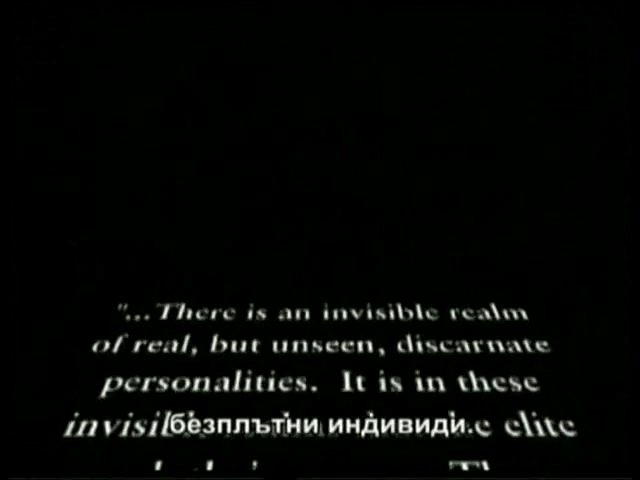 "...There is an invisible realm
of real, but unseen, discarnate
personalities. It is in these
elite
безплътни индивиди.